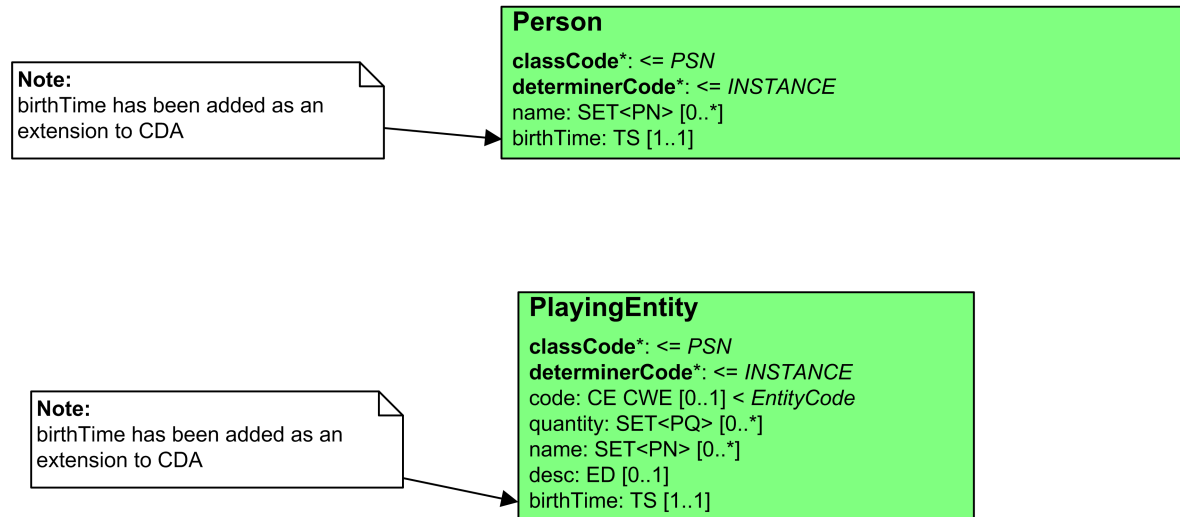 Person
classCode*: <= PSN
determinerCode*: <= INSTANCE
name: SET<PN> [0..*]
birthTime: TS [1..1]
Note:
birthTime has been added as an
extension to CDA
PlayingEntity
classCode*: <= PSN
determinerCode*: <= INSTANCE
code: CE CWE [0..1] < EntityCode
quantity: SET<PQ> [0..*]
name: SET<PN> [0..*]
desc: ED [0..1]
birthTime: TS [1..1]
Note:
birthTime has been added as an
extension to CDA